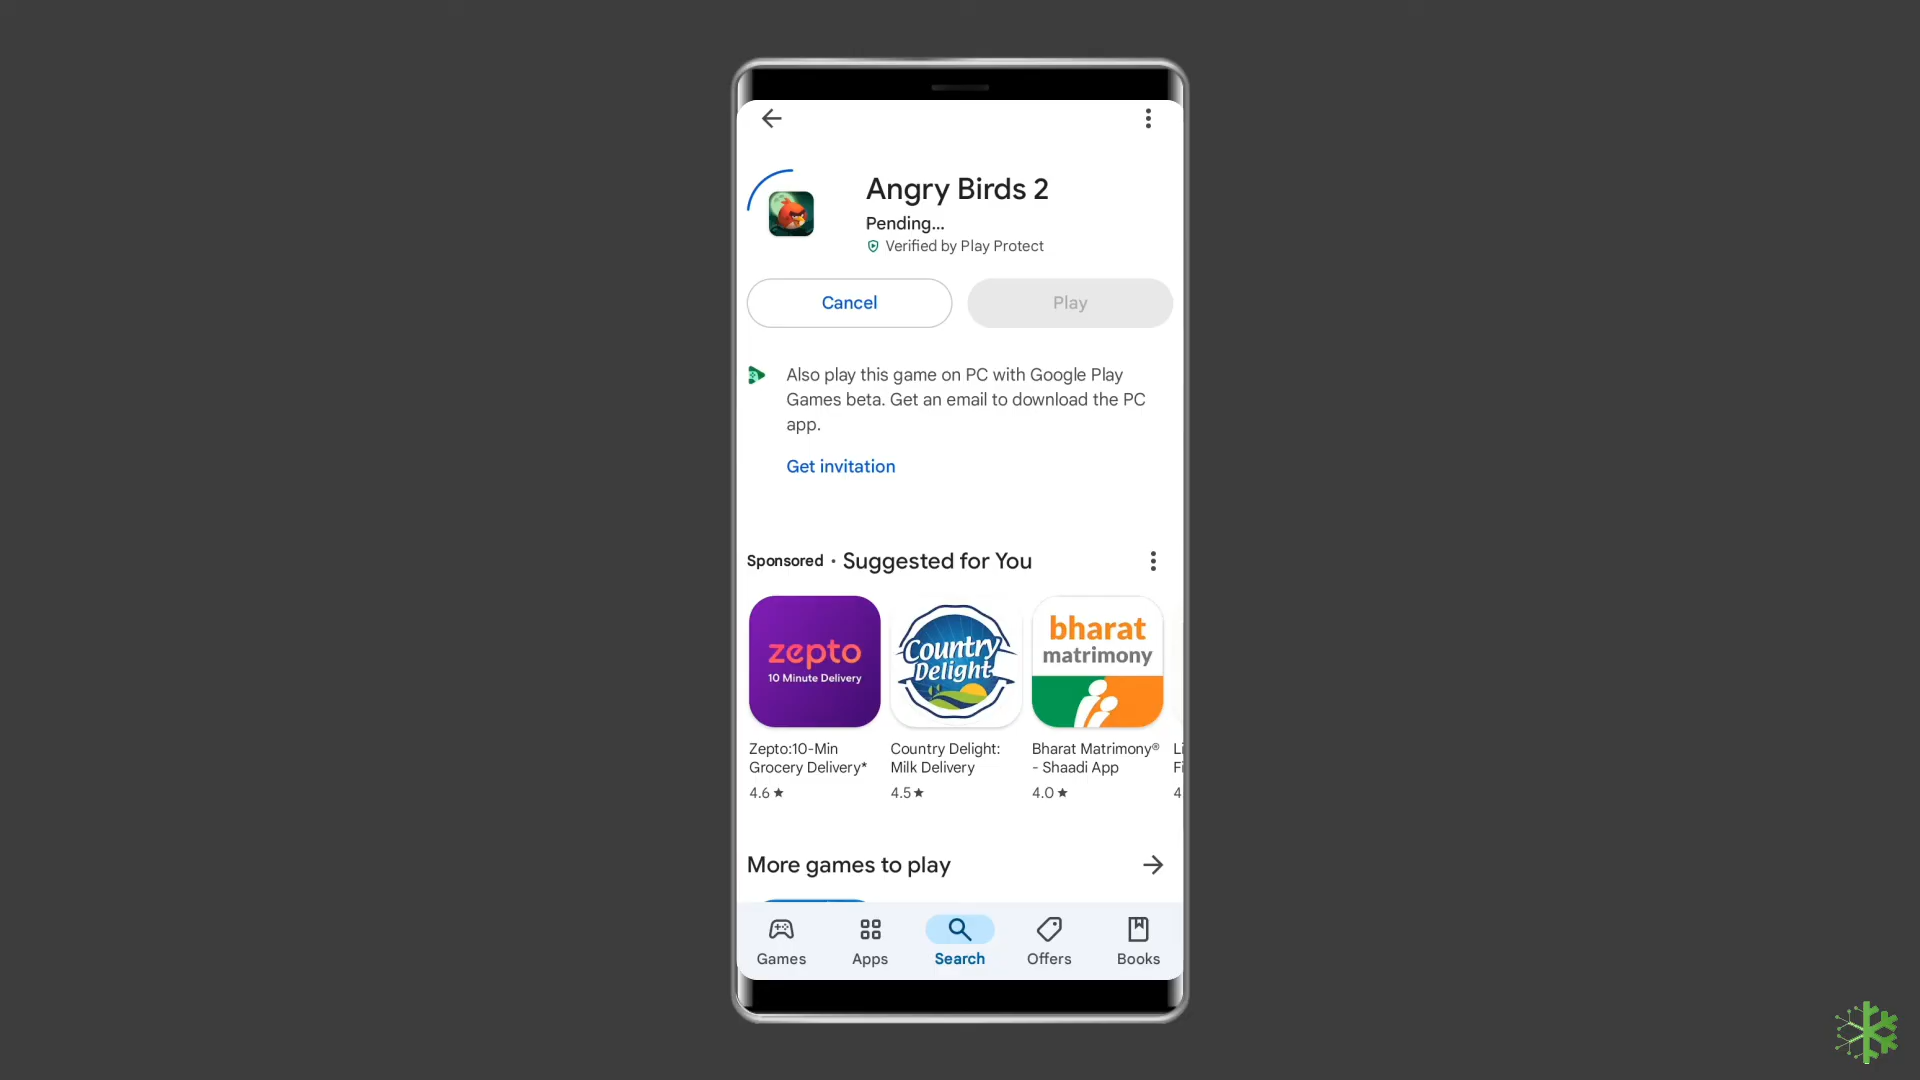 Angry Birds 2
Pending...
Verified by Play Protect
Cancel
Play
Also play this game on PC with Google Play
Games beta. Get an email to download the PC
app.
Get invitation
Sponsored • Suggested for You
zepto
10 Minute Delivery
Country
Delight
bharat
matrimony
Zepto:10-Min
Grocery Delivery*
4.6 ★
Country Delight:
Milk Delivery
4.5 ★
Bharat Matrimony®
- Shaadi App
4.0 ★
Li
Fi
4
More games to play
Games
Apps
Search
Offers
Books